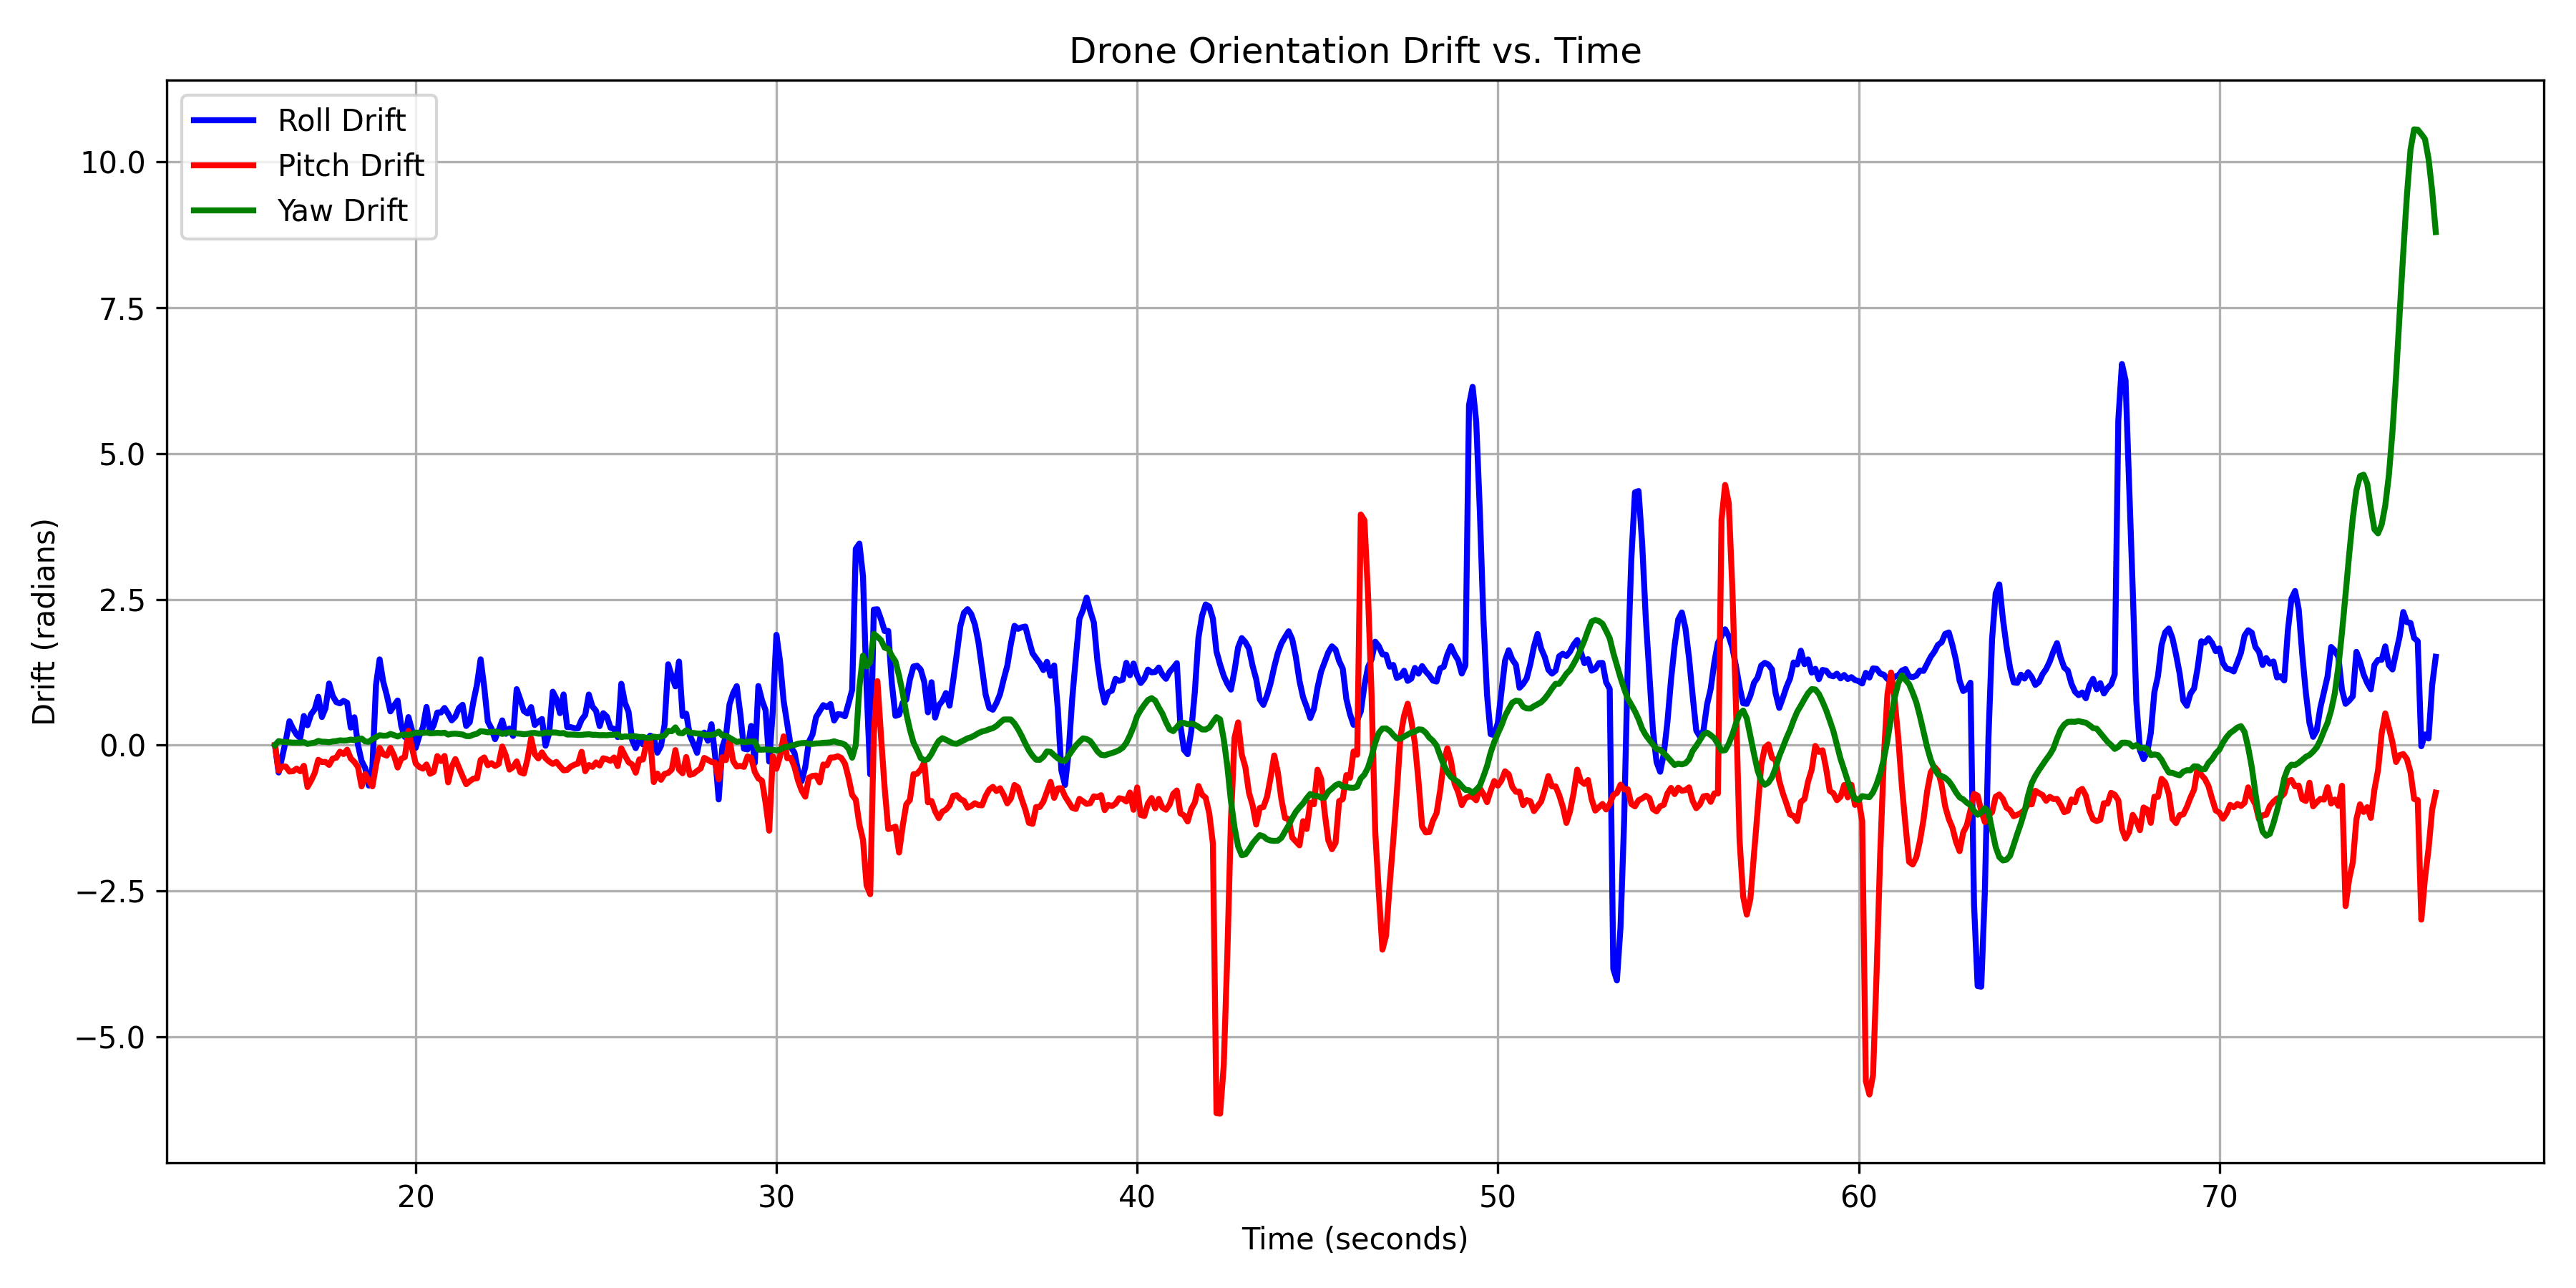 Drone Orientation Drift vs. Time
Roll Drift
Pitch Drift
Yaw Drift
Drift (radians)
10.0
7.5
5.0
2.5
0.0
−2.5
−5.0
20 30 40 50 60 70
Time (seconds)